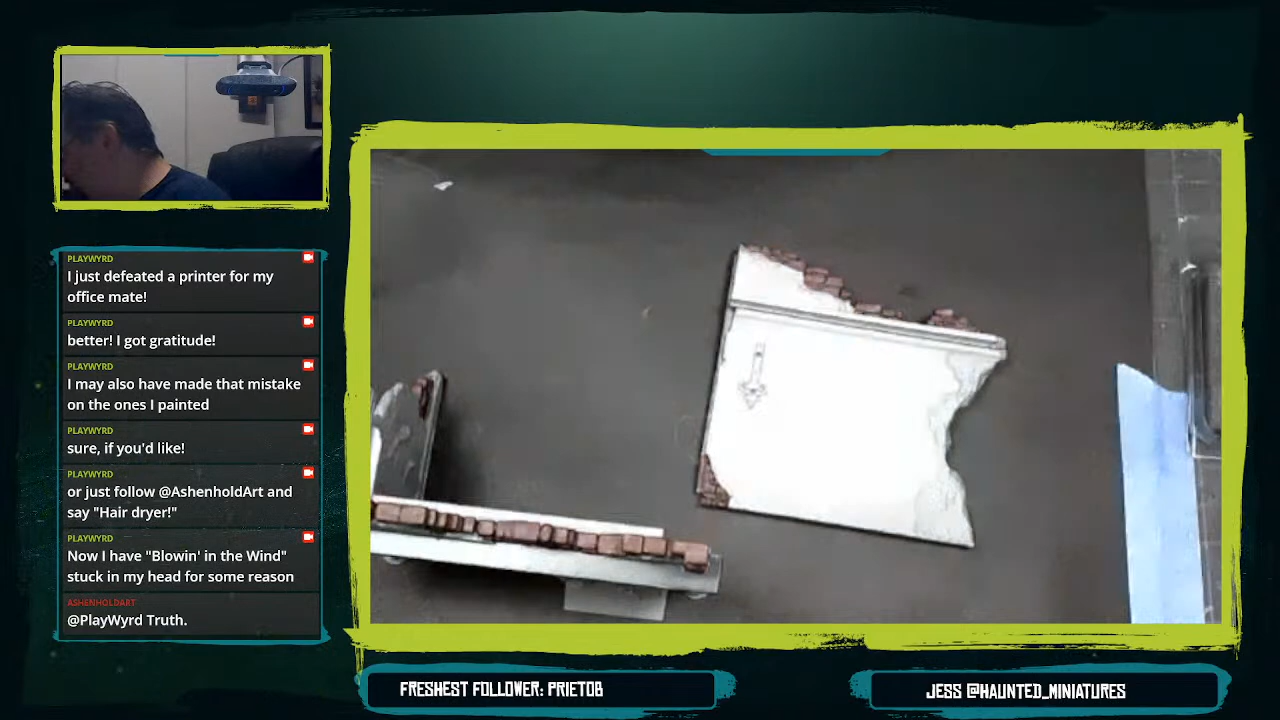 PLAYWYRD
I just defeated a printer for my
office mate!
PLAYWYRD
better! I got gratitude!
PLAYWYRD
I may also have made that mistake
on the ones I painted
PLAYWYRD
sure, if you'd like!
PLAYWYRD
or just follow @AshenholdArt and
say "Hair dryer!"
PLAYWYRD
Now I have "Blowin' in the Wind"
stuck in my head for some reason
ASHENHOLDART
@PlayWyrd Truth.
FRESHEST FOLLOWER: PRIETOB
JESS @HAUNTED_MINIATURES